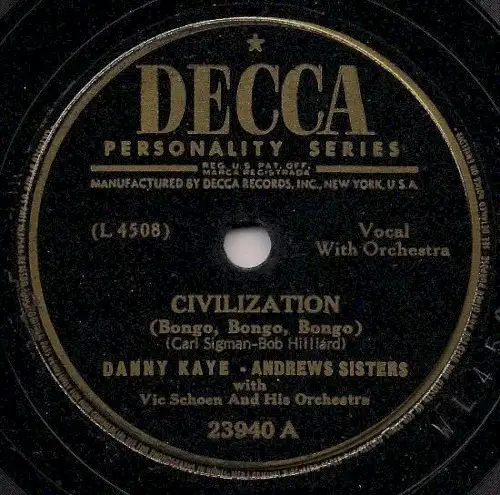 DECCA
PERSONALITY SERIES
REG. U.S. PAT. OFF.
MARCA REGISTRADA
MANUFACTURED BY DECCA RECORDS, INC., NEW YORK, U.S.A.
(L 4508)
Vocal
With Orchestra
CIVILIZATION
(Bongo, Bongo, Bongo)
(Carl Sigman-Bob Hilliard)
DANNY KAYE - ANDREWS SISTERS
with
Vic Schoen And His Orchestra
23940 A